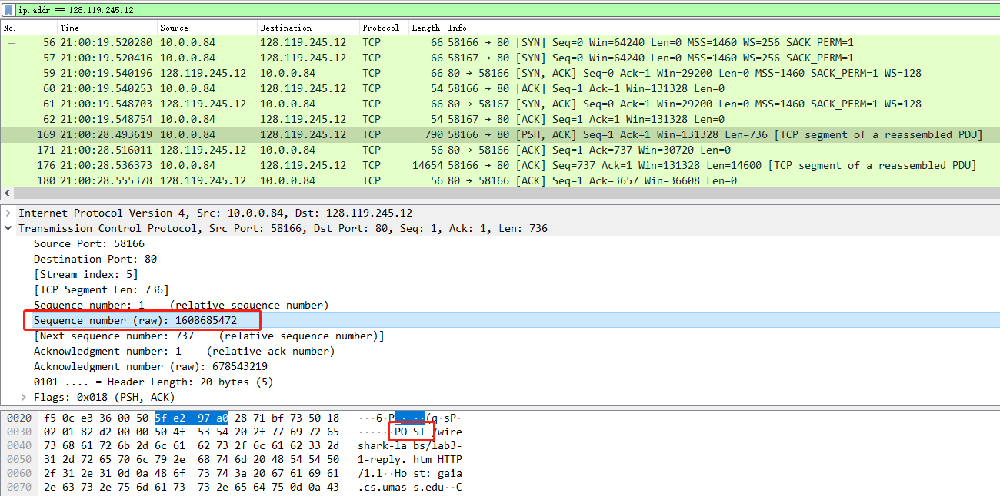 ip.addr == 128.119.245.12
No. Time Source Destination Protocol Length Info
56 21:00:19.520280 10.0.0.84 128.119.245.12 TCP 66 58166 → 80 [SYN] Seq=0 Win=64240 Len=0 MSS=1460 WS=256 SACK_PERM=1
57 21:00:19.520416 10.0.0.84 128.119.245.12 TCP 66 58167 → 80 [SYN] Seq=0 Win=64240 Len=0 MSS=1460 WS=256 SACK_PERM=1
59 21:00:19.540196 128.119.245.12 10.0.0.84 TCP 66 80 → 58166 [SYN, ACK] Seq=0 Ack=1 Win=29200 Len=0 MSS=1460 SACK_PERM=1 WS=128
60 21:00:19.540253 10.0.0.84 128.119.245.12 TCP 54 58166 → 80 [ACK] Seq=1 Ack=1 Win=131328 Len=0
61 21:00:19.548703 128.119.245.12 10.0.0.84 TCP 66 80 → 58167 [SYN, ACK] Seq=0 Ack=1 Win=29200 Len=0 MSS=1460 SACK_PERM=1 WS=128
62 21:00:19.548754 10.0.0.84 128.119.245.12 TCP 54 58167 → 80 [ACK] Seq=1 Ack=1 Win=131328 Len=0
169 21:00:28.493619 10.0.0.84 128.119.245.12 TCP 790 58166 → 80 [PSH, ACK] Seq=1 Ack=1 Win=131328 Len=736 [TCP segment of a reassembled PDU]
171 21:00:28.516011 128.119.245.12 10.0.0.84 TCP 56 80 → 58166 [ACK] Seq=1 Ack=737 Win=30720 Len=0
176 21:00:28.536373 10.0.0.84 128.119.245.12 TCP 14654 58166 → 80 [ACK] Seq=737 Ack=1 Win=131328 Len=14600 [TCP segment of a reassembled PDU]
180 21:00:28.555378 128.119.245.12 10.0.0.84 TCP 56 80 → 58166 [ACK] Seq=1 Ack=3657 Win=36608 Len=0
Internet Protocol Version 4, Src: 10.0.0.84, Dst: 128.119.245.12
Transmission Control Protocol, Src Port: 58166, Dst Port: 80, Seq: 1, Ack: 1, Len: 736
Source Port: 58166
Destination Port: 80
[Stream index: 5]
[TCP Segment Len: 736]
Sequence number: 1 (relative sequence number)
Sequence number (raw): 1608685472
[Next sequence number: 737 (relative sequence number)]
Acknowledgment number: 1 (relative ack number)
Acknowledgment number (raw): 678543219
0101 .... = Header Length: 20 bytes (5)
Flags: 0x018 (PSH, ACK)
0020 f5 0c e3 36 00 50 5f e2 97 a0 28 71 bf 73 50 18 ···6·P_· ··(q·sP·
0030 02 01 82 d2 00 00 50 4f 53 54 20 2f 77 69 72 65 ······PO ST /wire
0040 73 68 61 72 6b 2d 6c 61 62 73 2f 6c 61 62 33 2d shark-la bs/lab3-
0050 31 2d 72 65 70 6c 79 2e 68 74 6d 20 48 54 54 50 1-reply. htm HTTP
0060 2f 31 2e 31 0d 0a 48 6f 73 74 3a 20 67 61 69 61 /1.1··Ho st: gaia
0070 2e 63 73 2e 75 6d 61 73 73 2e 65 64 75 0d 0a 43 .cs.umas s.edu··C